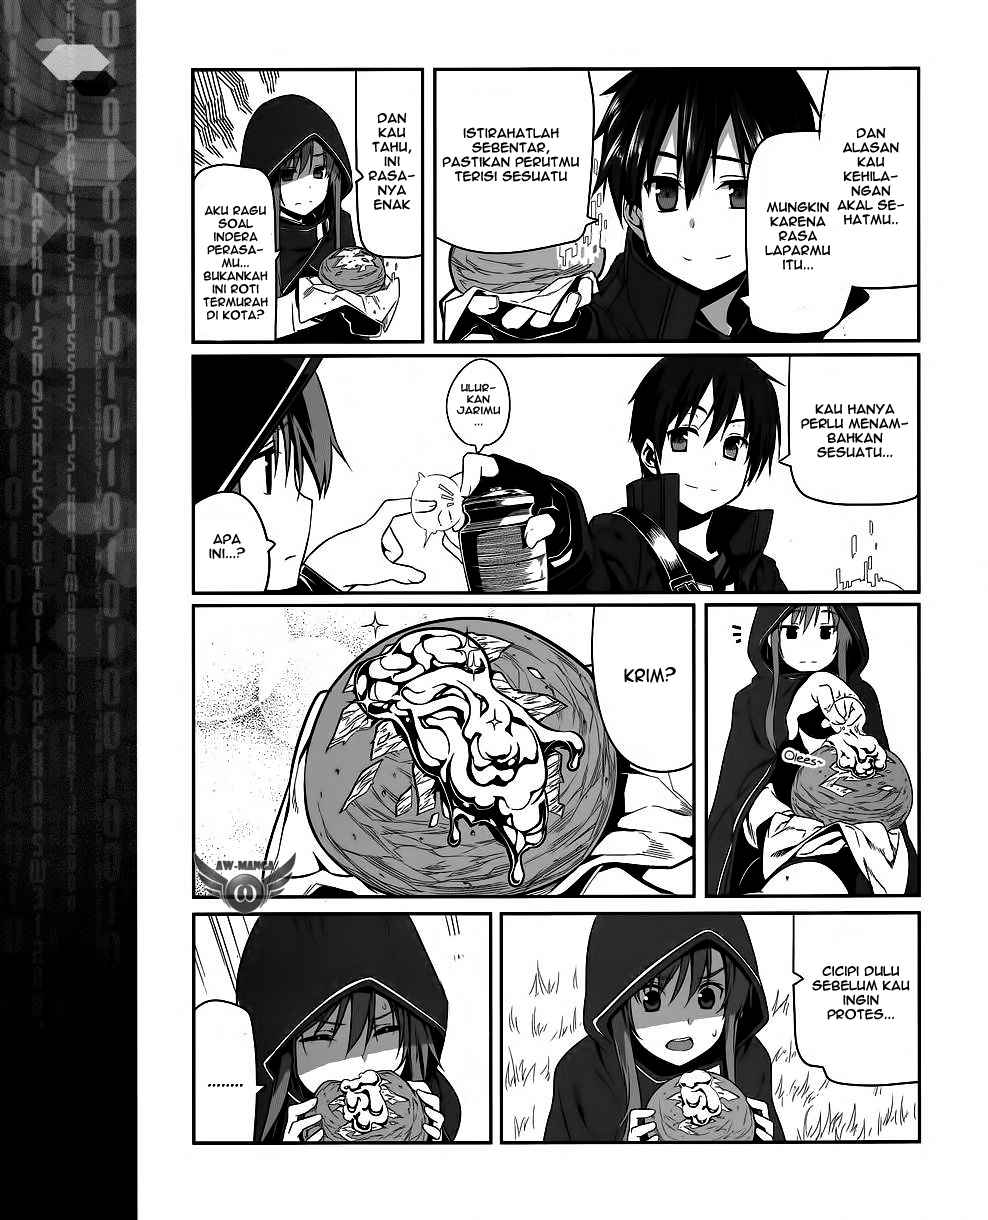 DAN
ALASAN
KAU
KEHILA-
NGAN
AKAL SE-
HATMU..
MUNGKIN
KARENA
RASA
LAPARMU
ITU...
ISTIRAHATLAH
SEBENTAR,
PASTIKAN PERUTMU
TERISI SESUATU
DAN
KAU
TAHU,
INI
RASA-
NYA
ENAK
AKU RAGU
SOAL
INDERA
PERASA-
MU...
BUKANKAH
INI ROTI
TERMURAH
DI KOTA?
KAU HANYA
PERLU MENAM-
BAHKAN
SESUATU...
ULUR-
KAN
JARIMU
...
APA
INI...?
Olees~
KRIM?
AW-MANGA
CICIPI DULU
SEBELUM KAU
INGIN
PROTES...
.........